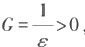 G = 1/ε > 0 ,